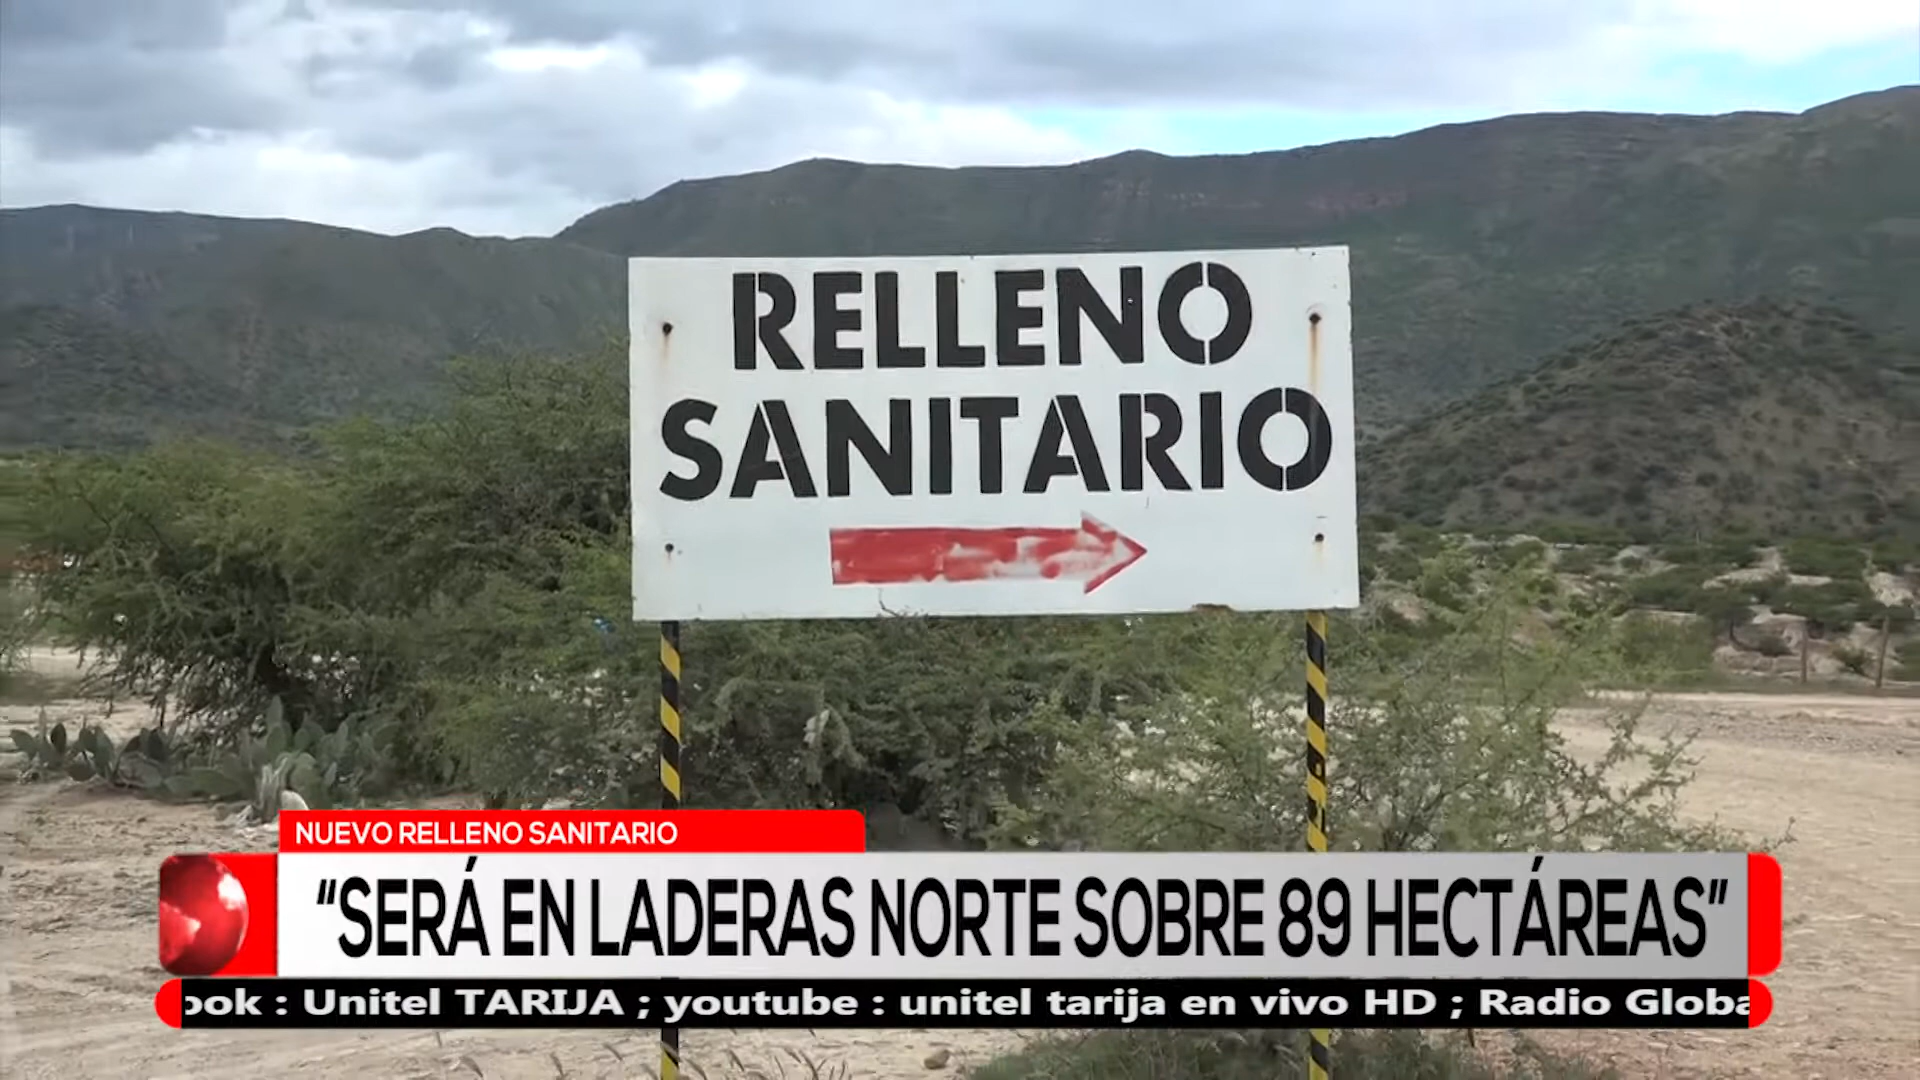 RELLENO
SANITARIO
NUEVO RELLENO SANITARIO
“SERÁ EN LADERAS NORTE SOBRE 89 HECTÁREAS”
ook : Unitel TARIJA ; youtube : unitel tarija en vivo HD ; Radio Globa